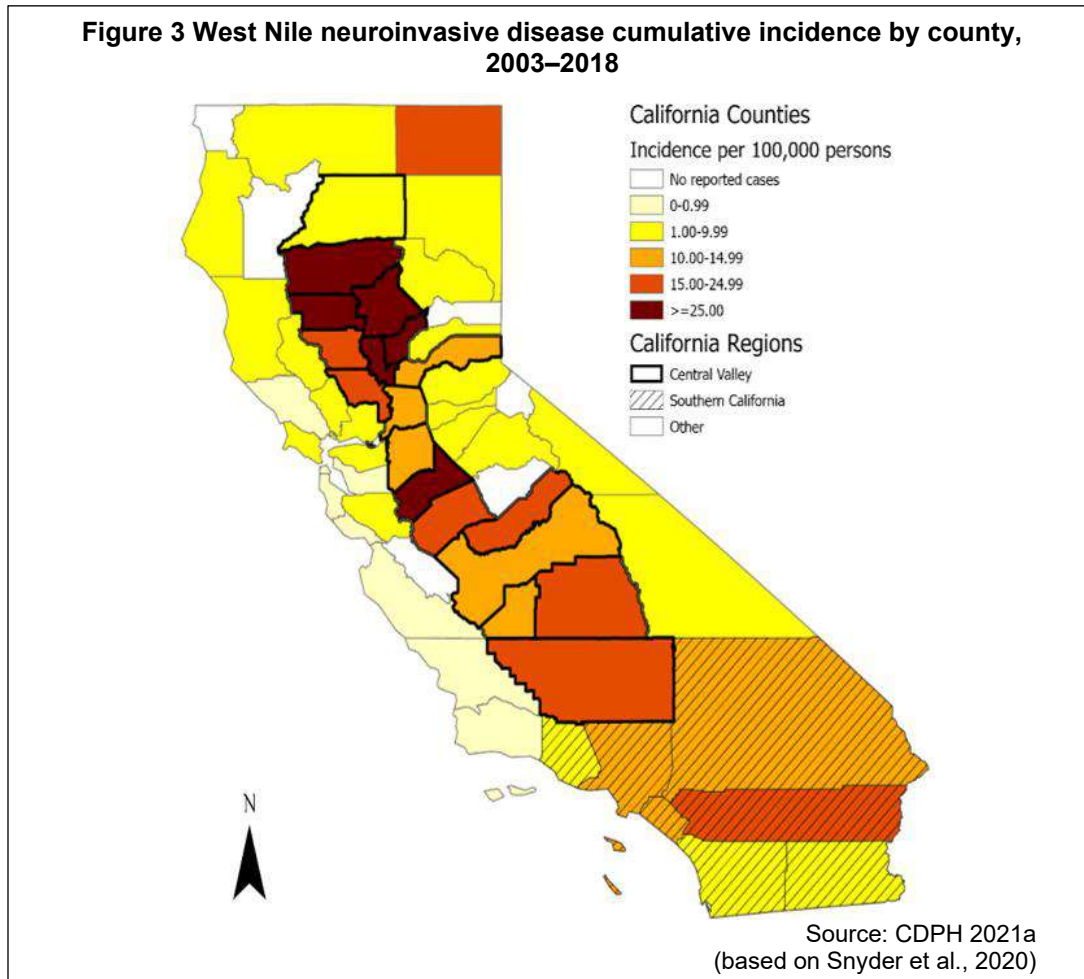 Figure 3 West Nile neuroinvasive disease cumulative incidence by county,
2003–2018
California Counties
Incidence per 100,000 persons
No reported cases
0-0.99
1.00-9.99
10.00-14.99
15.00-24.99
>=25.00
California Regions
Central Valley
Southern California
Other
N
Source: CDPH 2021a
(based on Snyder et al., 2020)